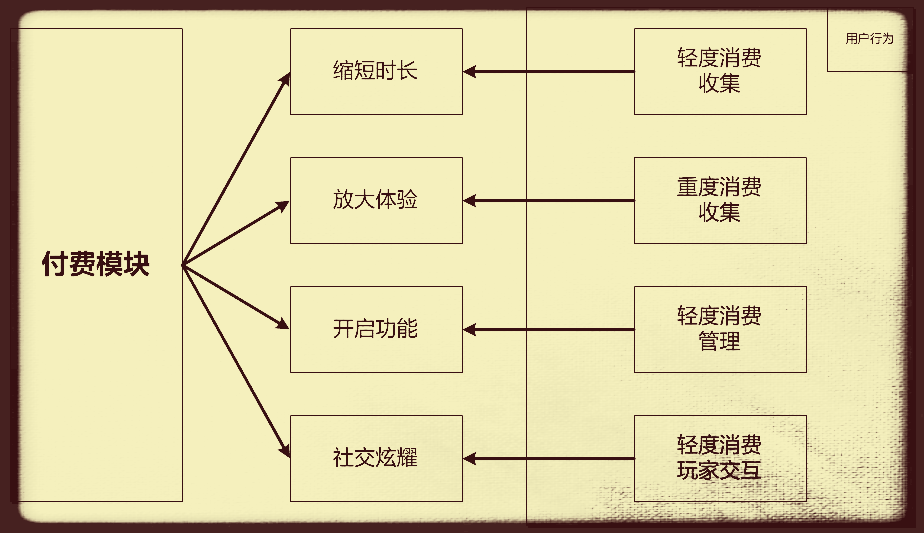 用户行为
缩短时长
轻度消费
收集
放大体验
重度消费
收集
付费模块
开启功能
轻度消费
管理
社交炫耀
轻度消费
玩家交互